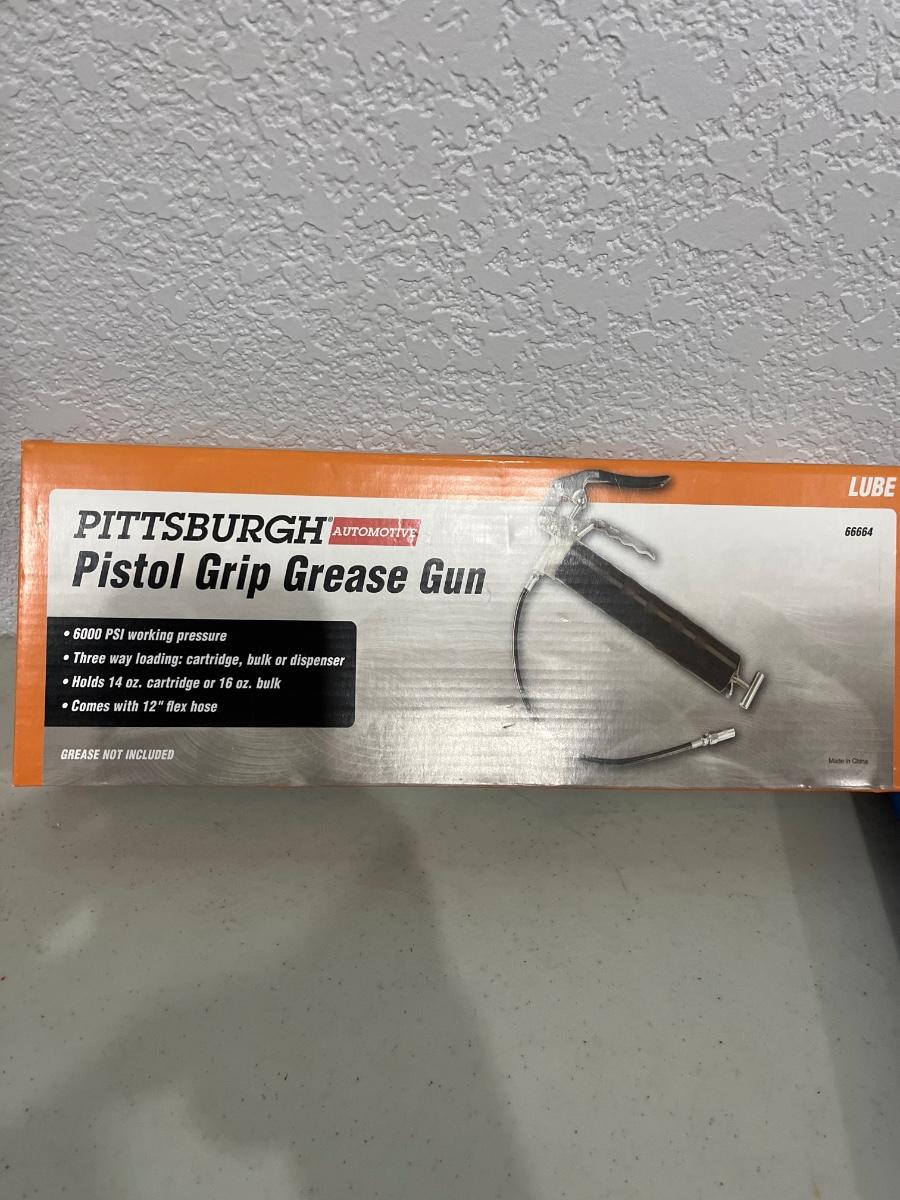 LUBE
PITTSBURGH® AUTOMOTIVE
66664
Pistol Grip Grease Gun
• 6000 PSI working pressure
• Three way loading: cartridge, bulk or dispenser
• Holds 14 oz. cartridge or 16 oz. bulk
• Comes with 12" flex hose
GREASE NOT INCLUDED
Made in China